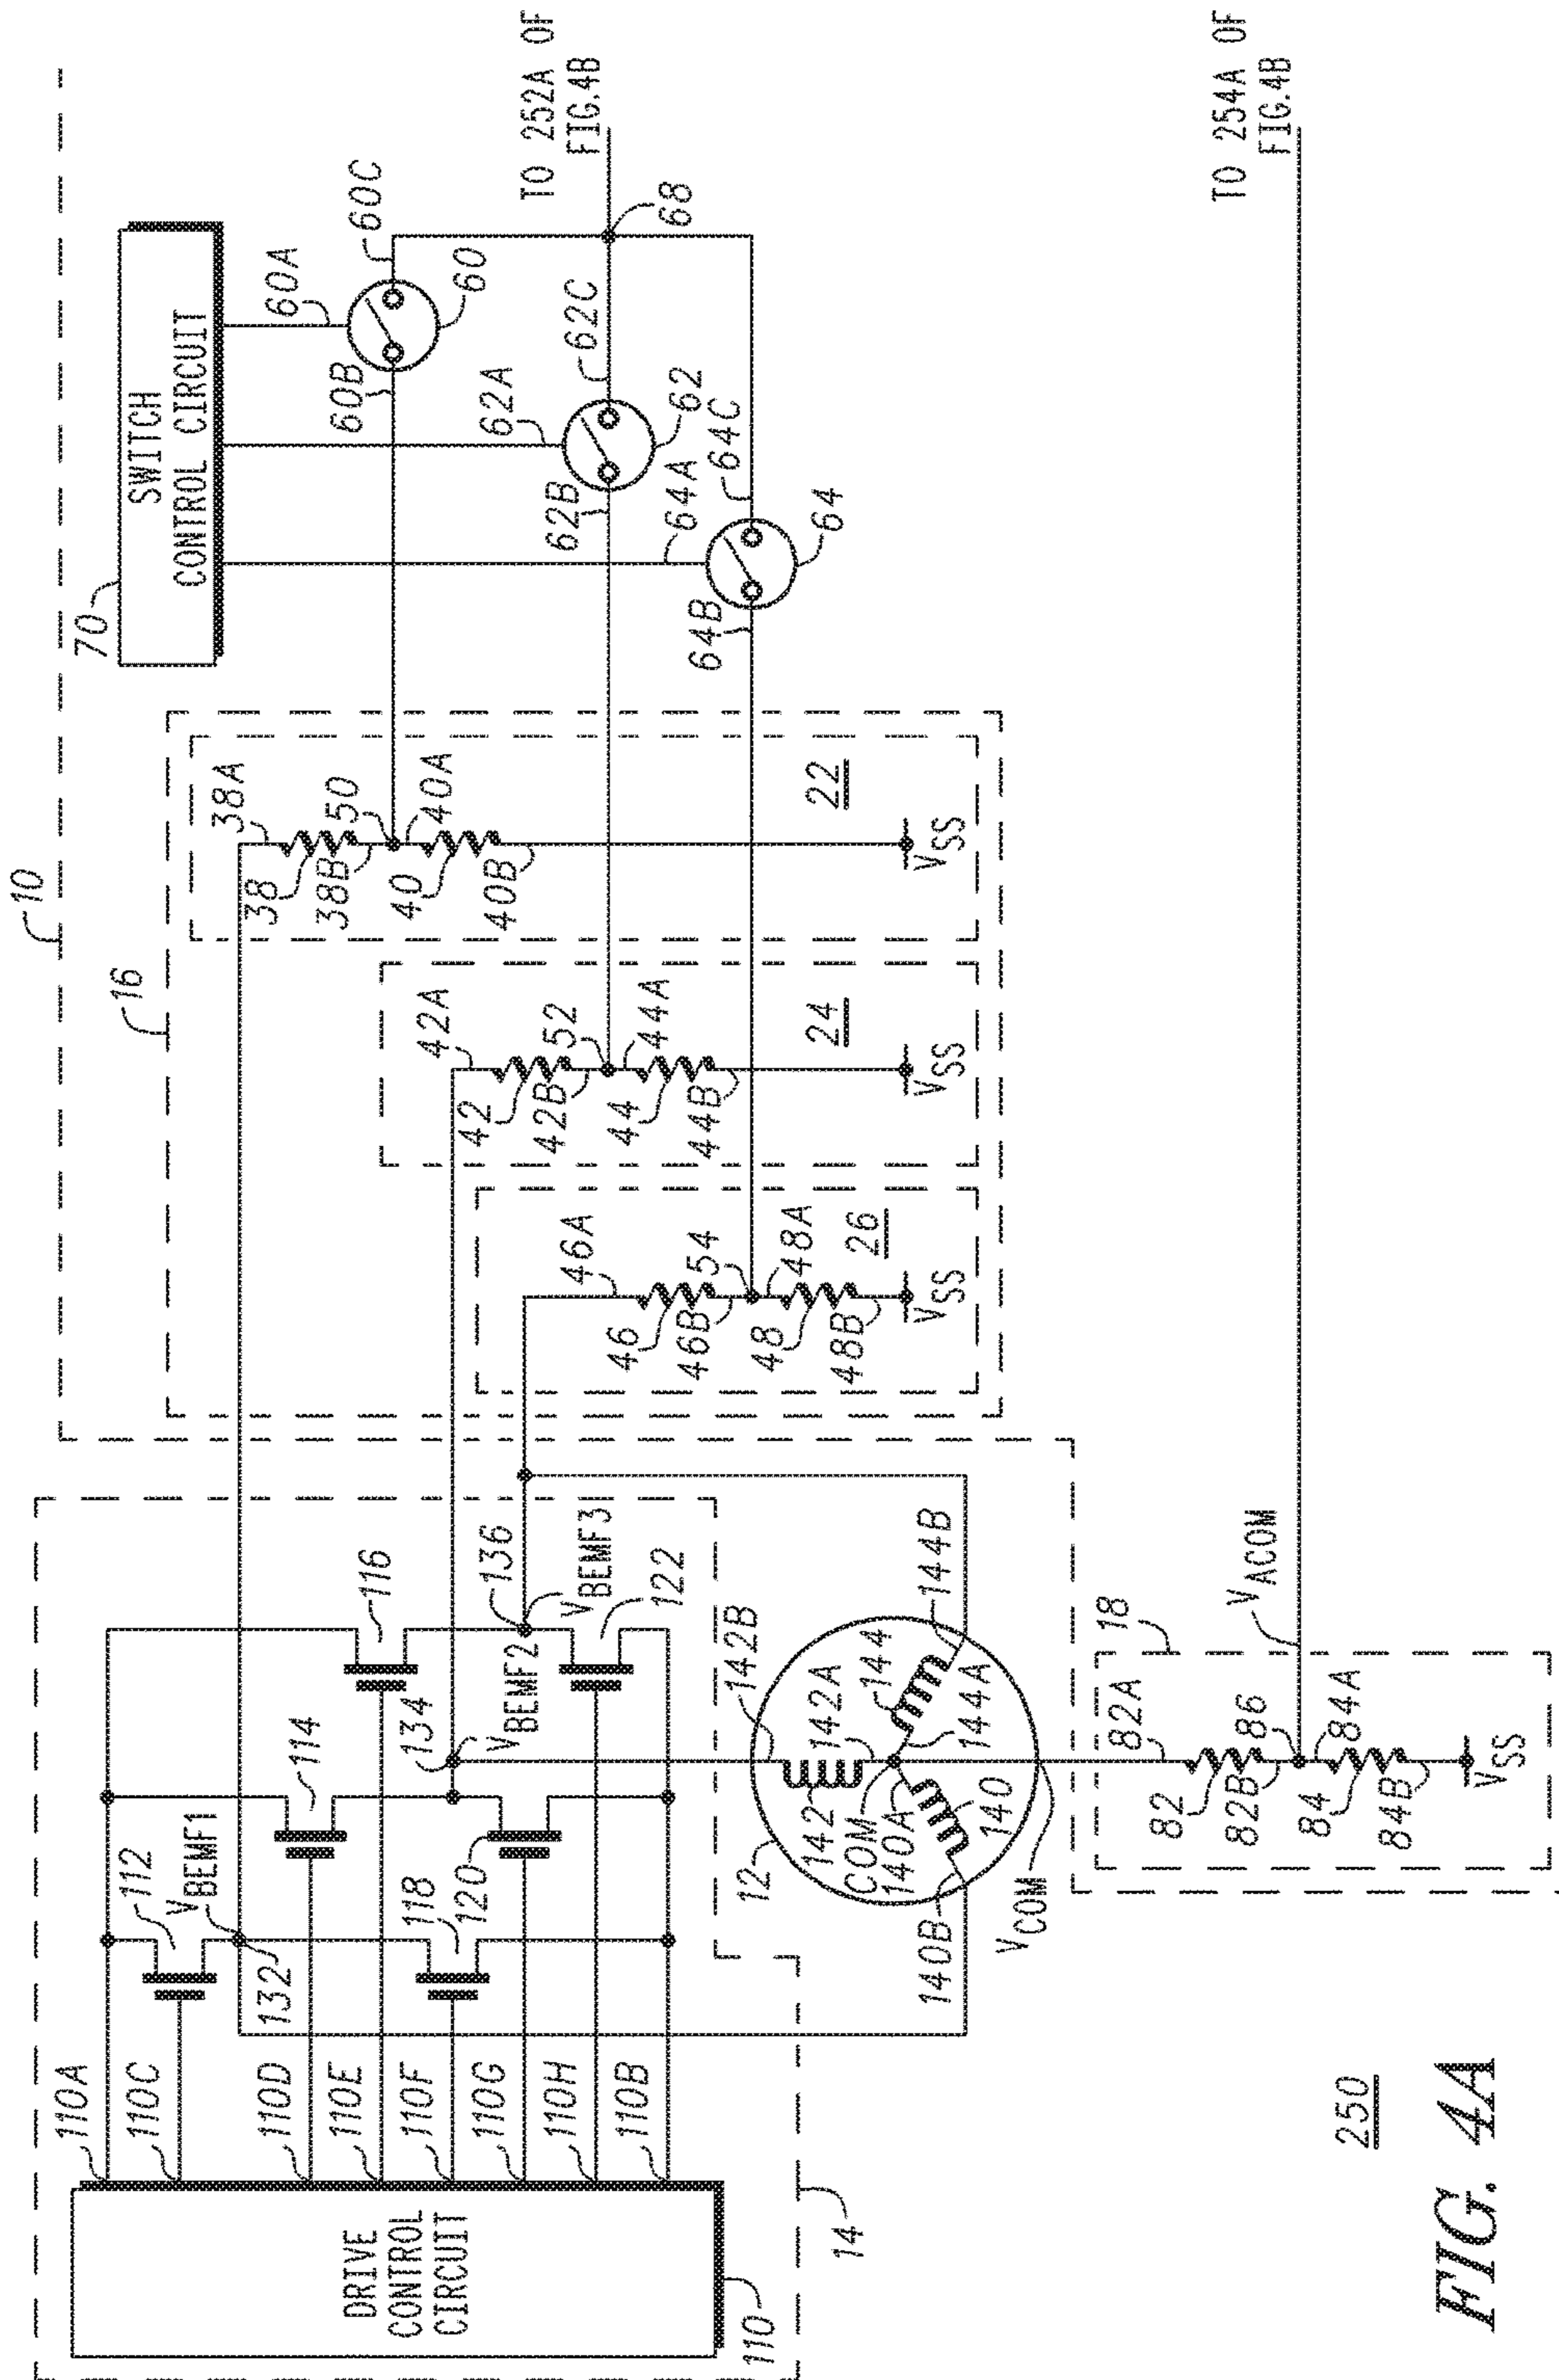 10
16
70
SWITCH
CONTROL CIRCUIT
60A
60B
60C
60
62A
62B
62C
62
64A
64B
64C
64
68
TO 252A OF
FIG.4B
TO 254A OF
FIG.4B
38A
38
38B
50
40A
40
40B
22
VSS
42A
42
42B
52
44A
44
44B
24
VSS
46A
46
46B
54
48A
48
48B
26
VSS
110A
110C
110D
110E
110F
110G
110H
110B
DRIVE
CONTROL
CIRCUIT
110
14
112
VBEMF1
132
114
118
120
116
134
VBEMF2
136
VBEMF3
122
12
142B
142
142A
COM
140A
140
140B
144
144A
144B
VCOM
18
VACOM
82A
82
82B
86
84A
84
84B
VSS
250
FIG. 4A